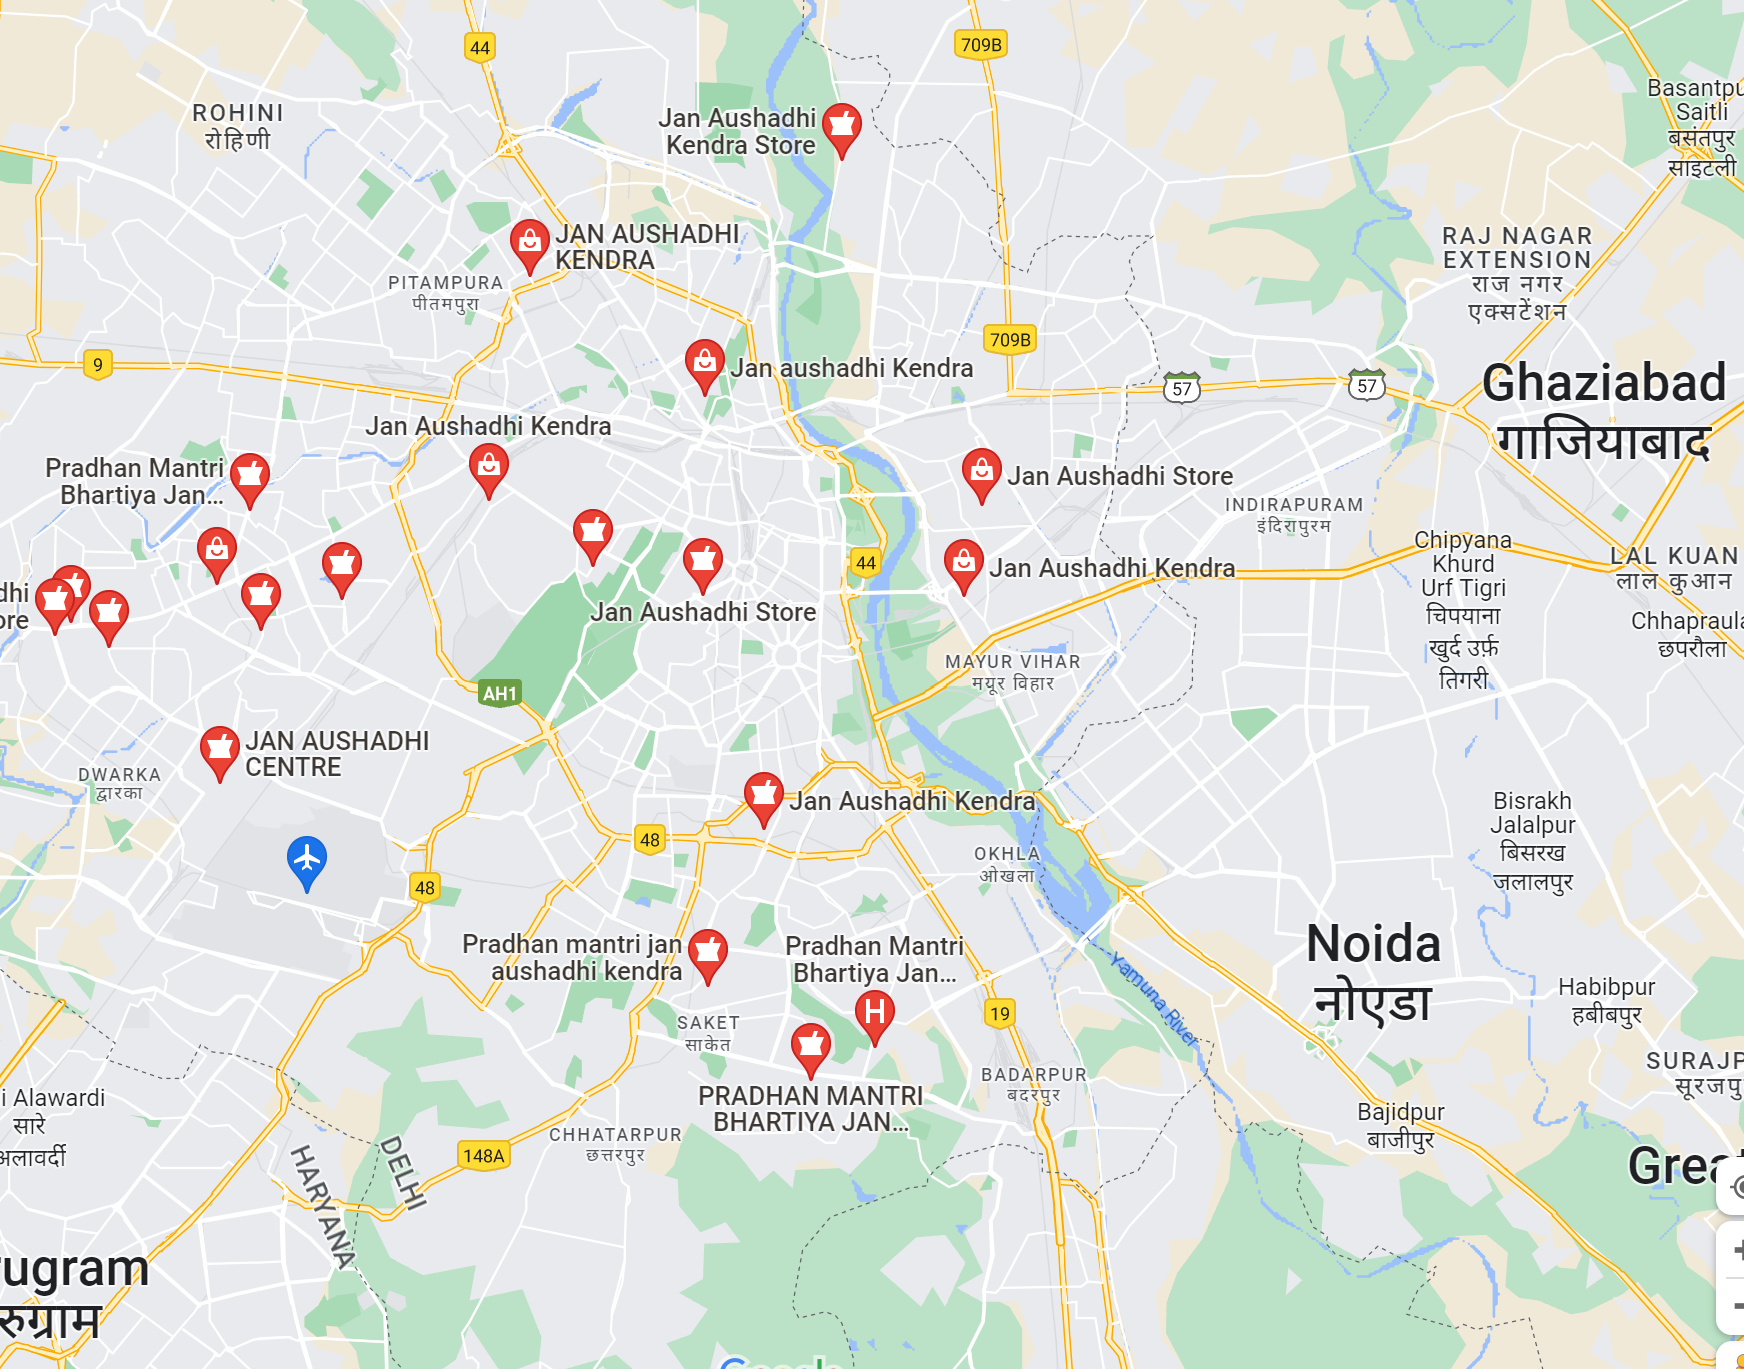 44
709B
Basantpu
Saitli
बसंतपुर
साइटली
ROHINI
रोहिणी
Jan Aushadhi
Kendra Store
JAN AUSHADHI
KENDRA
RAJ NAGAR
EXTENSION
राज नगर
एक्सटेंशन
PITAMPURA
पीतमपुरा
709B
9
Jan aushadhi Kendra
57
57
Ghaziabad
गाजियाबाद
Jan Aushadhi Kendra
Pradhan Mantri
Bhartiya Jan...
Jan Aushadhi Store
INDIRAPURAM
इंदिरापुरम
44
Jan Aushadhi Kendra
Chipyana
Khurd
Urf Tigri
चिपयाना
खुर्द उर्फ़
तिगरी
LAL KUAN
लाल कुआन
dhi
ore
Jan Aushadhi Store
Chhapraula
छपरौला
MAYUR VIHAR
मयूर विहार
AH1
JAN AUSHADHI
CENTRE
DWARKA
द्वारका
Jan Aushadhi Kendra
Bisrakh
Jalalpur
बिसरख
जलालपुर
48
OKHLA
ओखला
48
Pradhan mantri jan
aushadhi kendra
Pradhan Mantri
Bhartiya Jan...
H
Noida
नोएडा
Yamuna River
Habibpur
हबीबपुर
19
SAKET
साकेत
PRADHAN MANTRI
BHARTIYA JAN...
BADARPUR
बदरपुर
SURAJP
सूरजपु
i Alawardi
सारे
अलावर्दी
Bajidpur
बाजीपुर
CHHATARPUR
छत्तरपुर
148A
DELHI
HARYANA
Grea
rugram
रुग्राम
Google